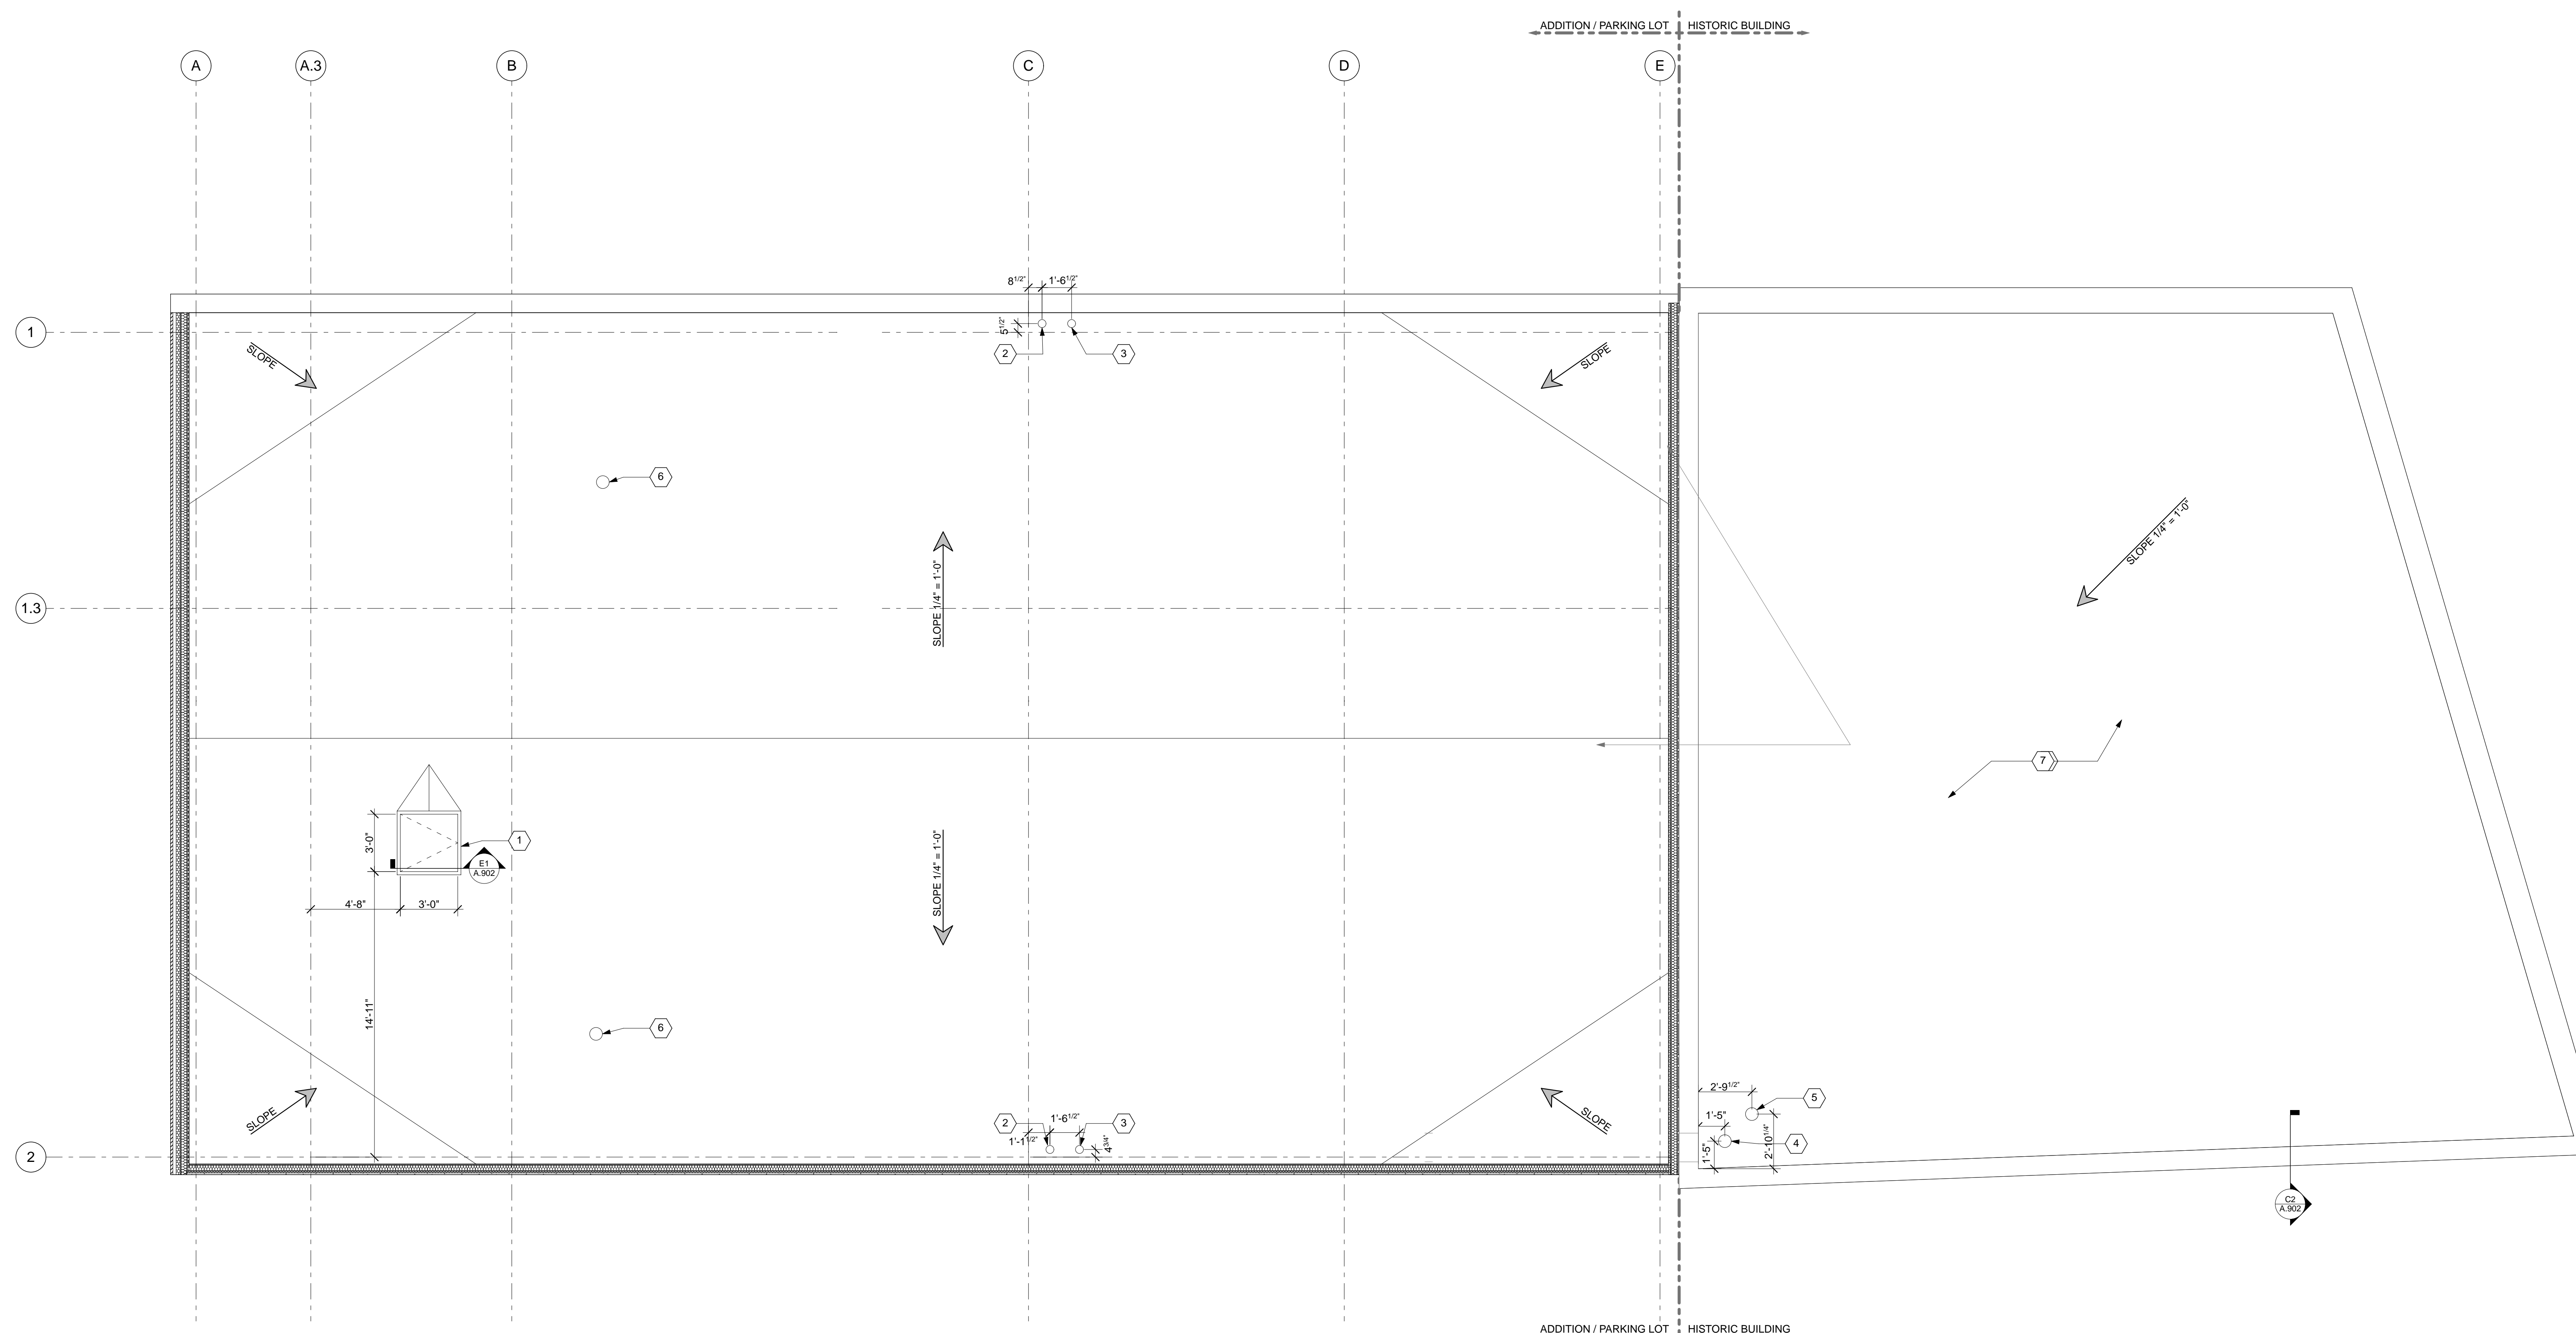 ADDITION / PARKING LOT HISTORIC BUILDING
A A.3 B C D E
8 1/2" 1'-6 1/2"
5 1/2"
1
2 3
SLOPE SLOPE
6
SLOPE 1/4" = 1'-0"
SLOPE 1/4" = 1'-0"
1.3
7
3'-0"
1
E1
A.902
4'-8" 3'-0"
SLOPE 1/4" = 1'-0"
14'-11"
6
SLOPE SLOPE
2 1'-6 1/2" 3
1'-1 1/2" 4 3/4"
2'-9 1/2" 5
1'-5" 4
1'-5" 2'-10 1/4"
2
C2
A.902
ADDITION / PARKING LOT HISTORIC BUILDING